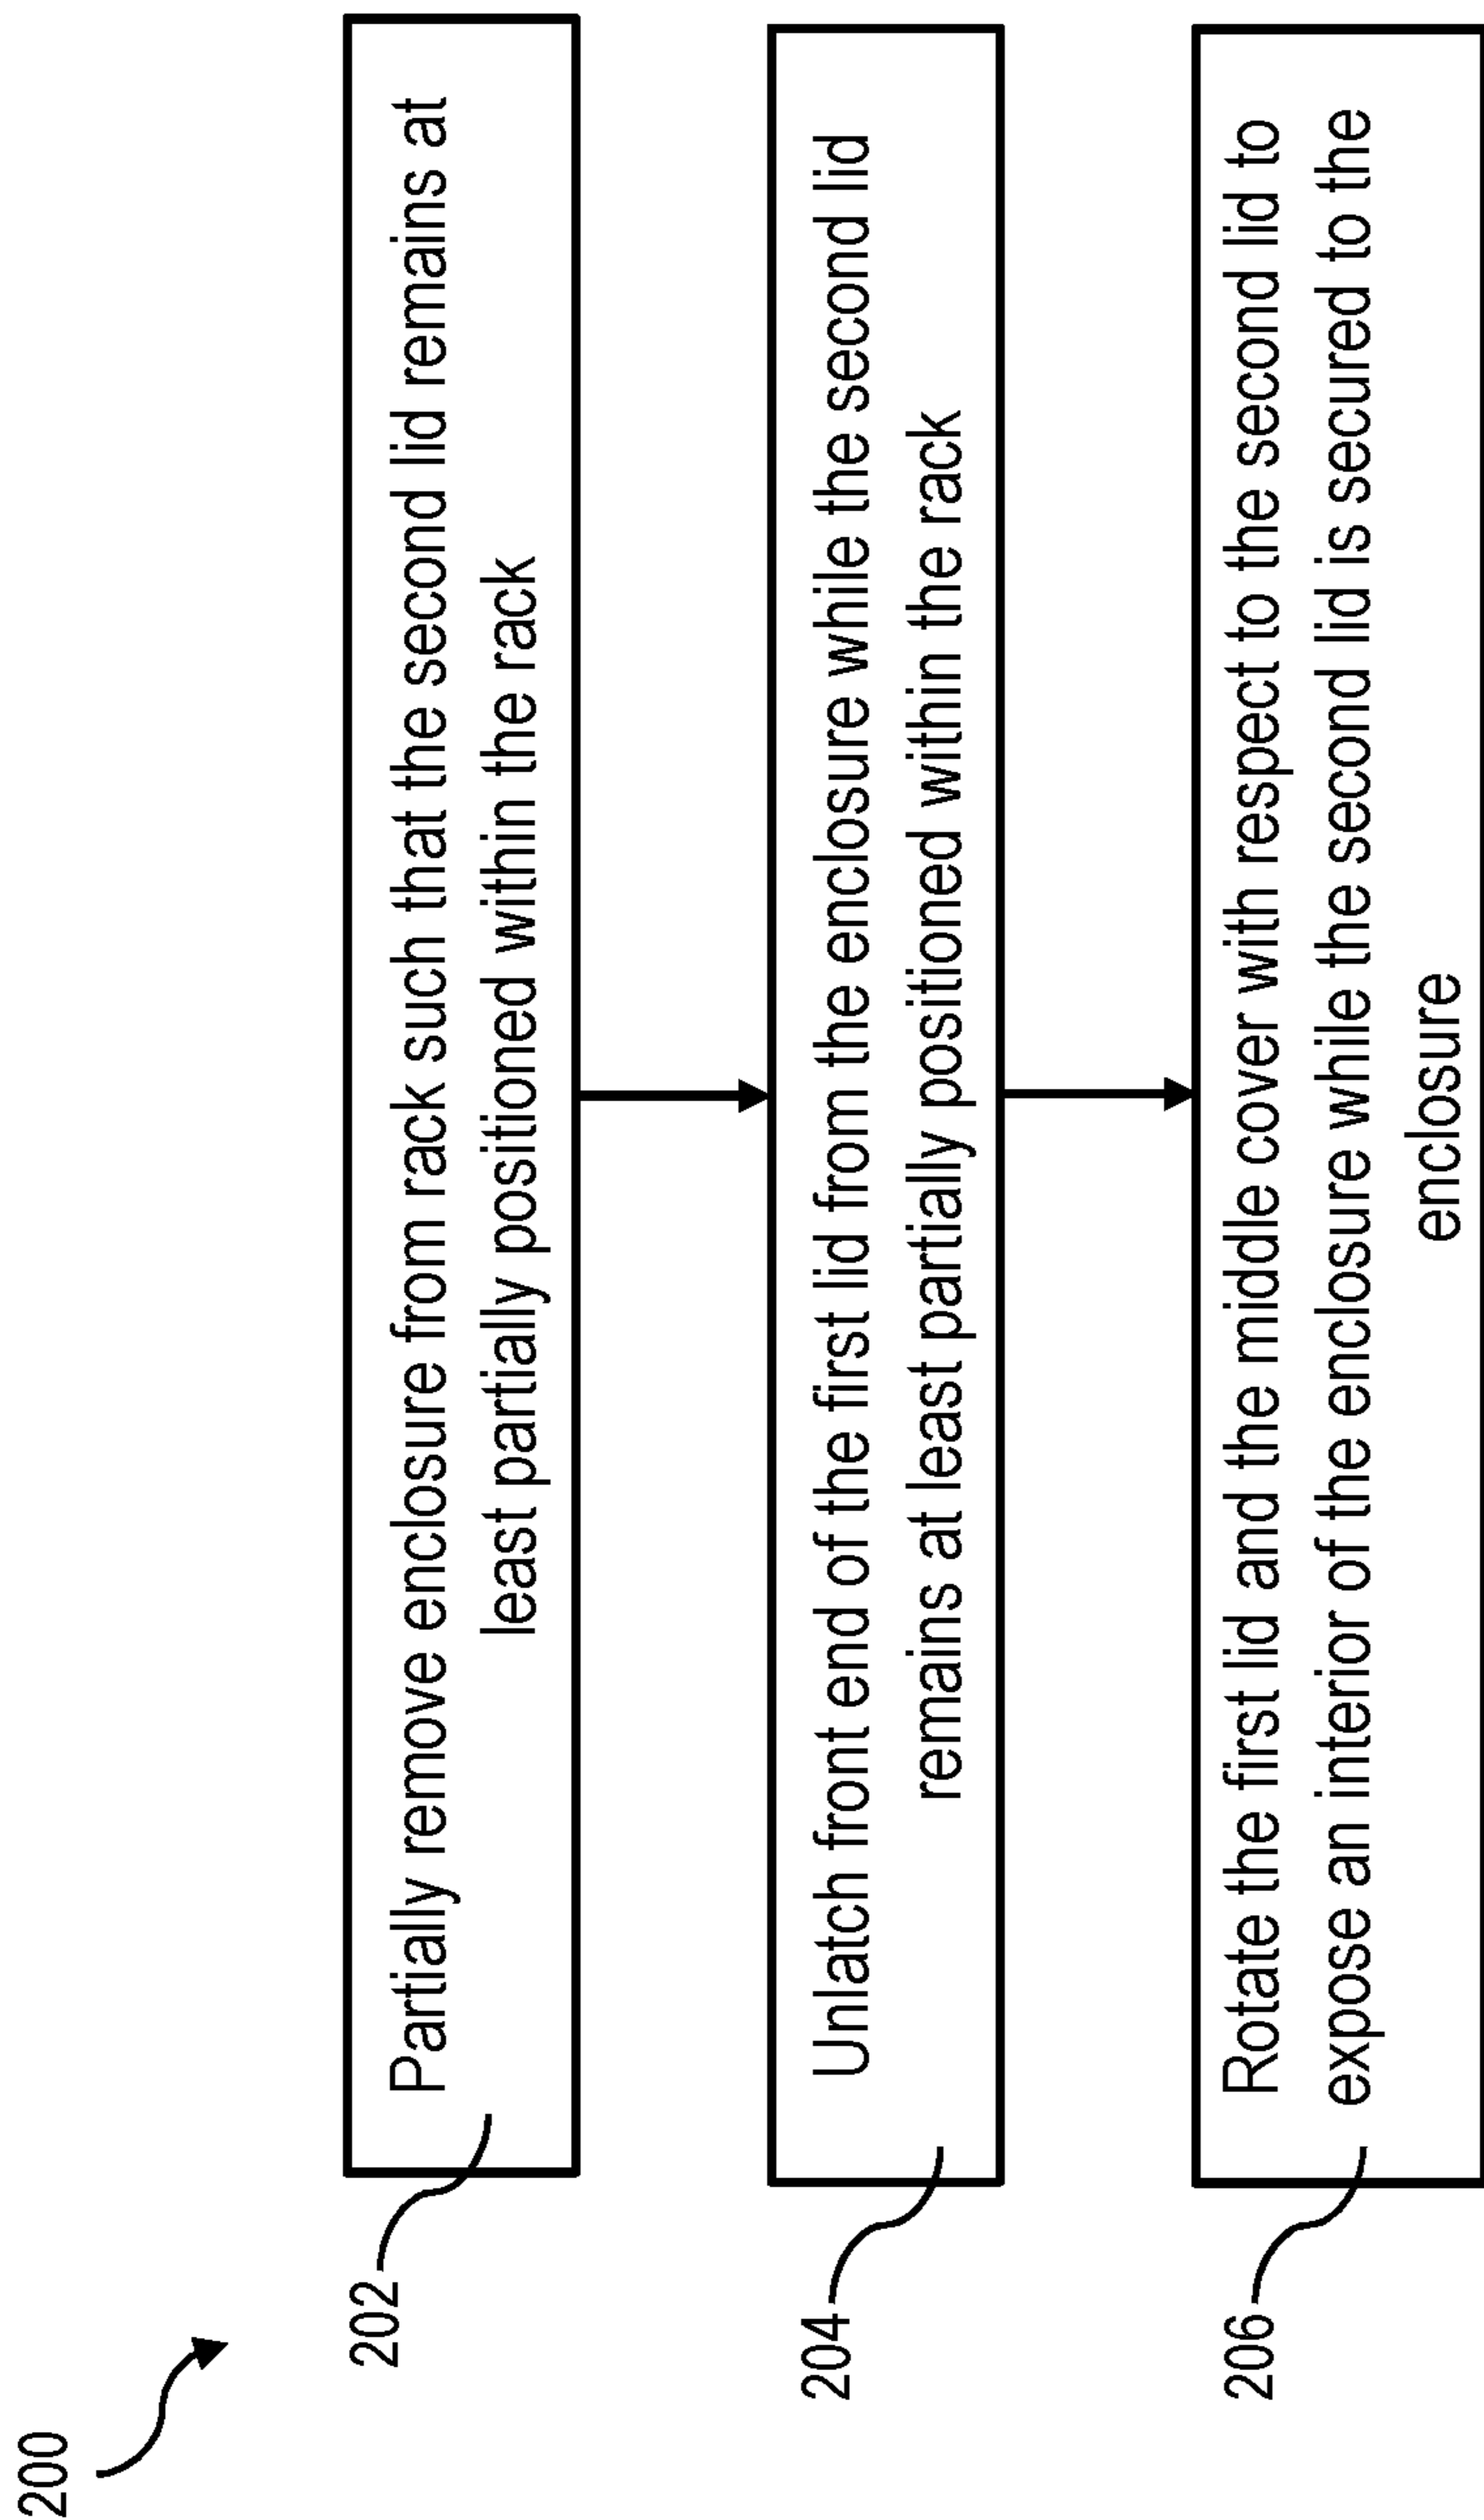 200
202
Partially remove enclosure from rack such that the second lid remains at
least partially positioned within the rack
204
Unlatch front end of the first lid from the enclosure while the second lid
remains at least partially positioned within the rack
206
Rotate the first lid and the middle cover with respect to the second lid to
expose an interior of the enclosure while the second lid is secured to the
enclosure